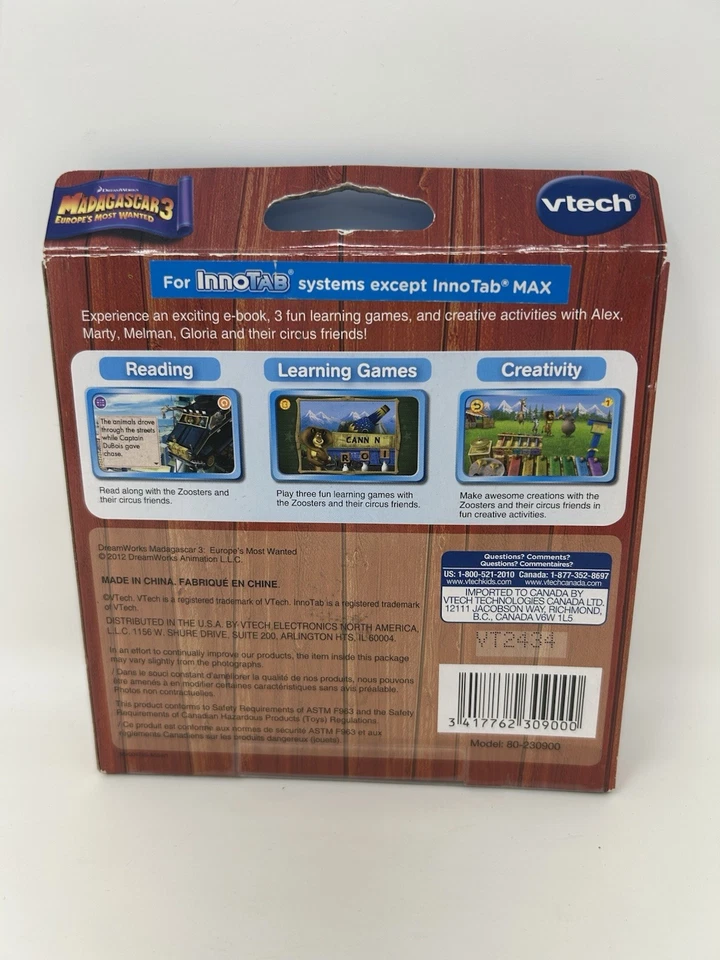 DREAMWORKS
MADAGASCAR 3
EUROPE'S MOST WANTED
vtech®
For INNOTAB® systems except InnoTab® MAX
Experience an exciting e-book, 3 fun learning games, and creative activities with Alex,
Marty, Melman, Gloria and their circus friends!
Reading
The animals drove
through the streets
while Captain
DuBois gave
chase.
Read along with the Zoosters and
their circus friends.
Learning Games
CANN N
R O I
Play three fun learning games with
the Zoosters and their circus friends.
Creativity
Make awesome creations with the
Zoosters and their circus friends in
fun creative activities.
DreamWorks Madagascar 3: Europe's Most Wanted
©2012 DreamWorks Animation L.L.C.
MADE IN CHINA. FABRIQUÉ EN CHINE.
©VTech. VTech is a registered trademark of VTech. InnoTab is a registered trademark
of VTech.
DISTRIBUTED IN THE U.S.A. BY VTECH ELECTRONICS NORTH AMERICA,
L.L.C. 1156 W. SHURE DRIVE, SUITE 200, ARLINGTON HTS, IL 60004.
In an effort to continually improve our products, the item inside this package
may vary slightly from the photographs.
Dans le souci constant d'améliorer la qualité de nos produits, nous pouvons
être amenés à en modifier certaines caractéristiques sans avis préalable.
Photos non contractuelles.
This product conforms to Safety Requirements of ASTM F963 and the Safety
Requirements of Canadian Hazardous Products (Toys) Regulations.
Ce produit est conforme aux normes de sécurité ASTM F963 et aux
règlements Canadiens sur les produits dangereux (jouets).
Questions? Comments?
Questions? Commentaires?
US: 1-800-521-2010 Canada: 1-877-352-8697
www.vtechkids.com www.vtechcanada.com
IMPORTED TO CANADA BY
VTECH TECHNOLOGIES CANADA LTD.
12111 JACOBSON WAY, RICHMOND,
B.C., CANADA V6W 1L5
VT2434
3 417762 309000
Model: 80-230900